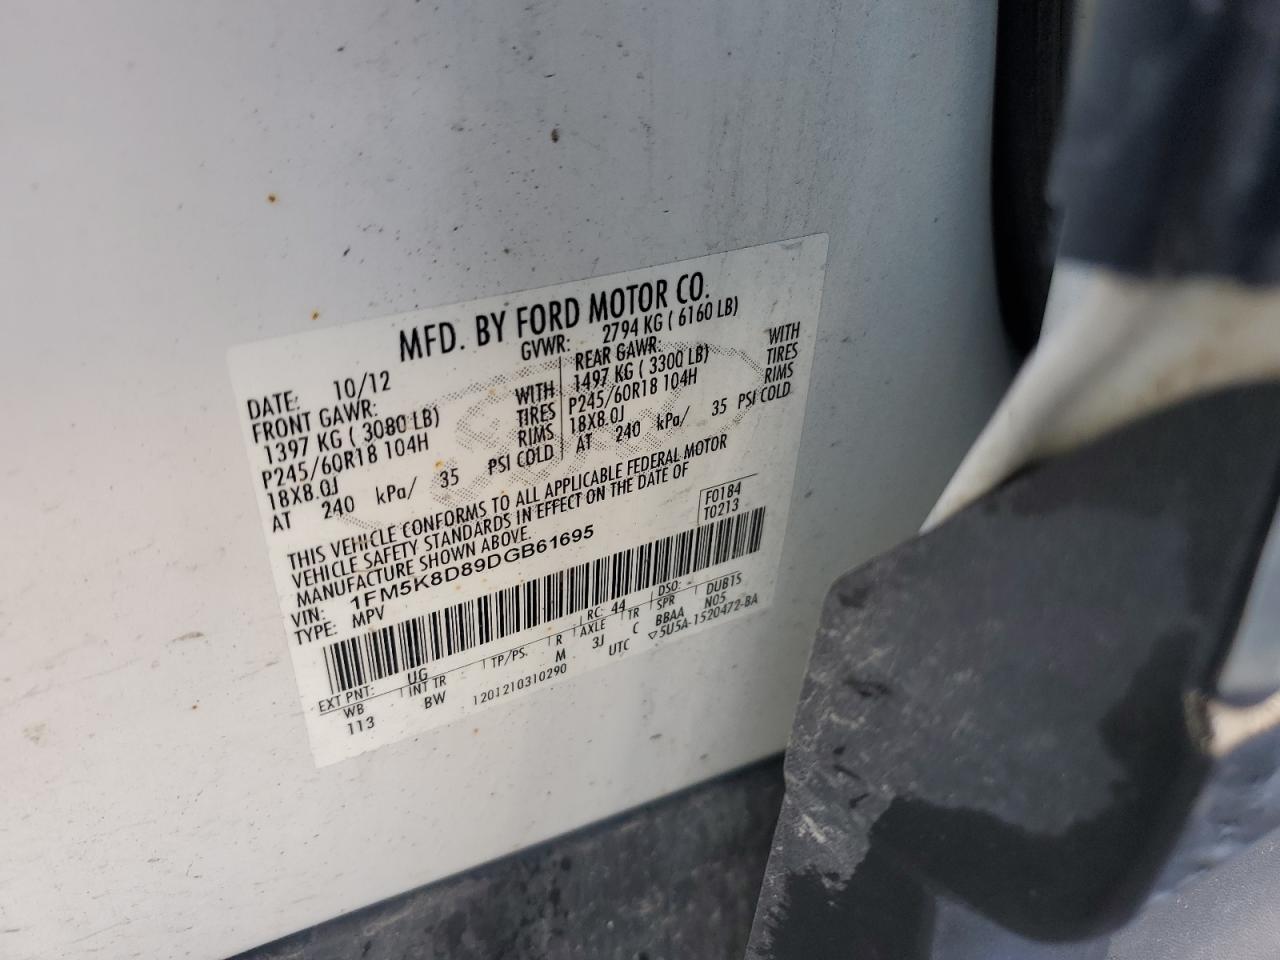 MFD. BY FORD MOTOR CO.
DATE: 10/12 GVWR: 2794 KG ( 6160 LB)
FRONT GAWR: REAR GAWR:
1397 KG ( 3080 LB) WITH 1497 KG ( 3300 LB) WITH
P245/60R18 104H TIRES P245/60R18 104H TIRES
18X8.0J RIMS 18X8.0J RIMS
AT 240 kPa/ 35 PSI COLD AT 240 kPa/ 35 PSI COLD
THIS VEHICLE CONFORMS TO ALL APPLICABLE FEDERAL MOTOR
VEHICLE SAFETY STANDARDS IN EFFECT ON THE DATE OF
MANUFACTURE SHOWN ABOVE.
VIN: 1FM5K8D89DGB61695 F0184
TYPE: MPV T0213
EXT PNT: UG RC: 44 DSO:
WB INT TR TP/PS. R AXLE TR SPR DUB1S
113 BW M 3J C BBAA N05
1201210310290 UTC ▽5U5A-1520472-BA